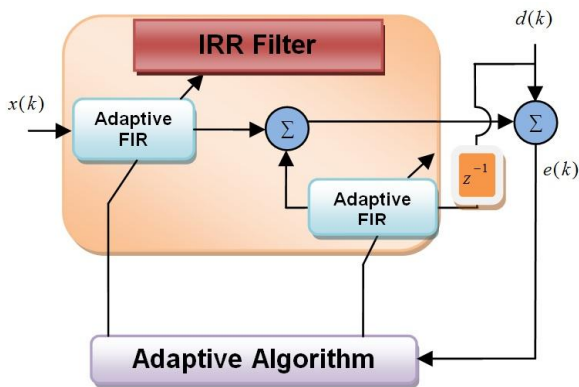 d(k)
IRR Filter
x(k)
Adaptive
FIR
Σ
Σ
z⁻¹
e(k)
Adaptive
FIR
Adaptive Algorithm